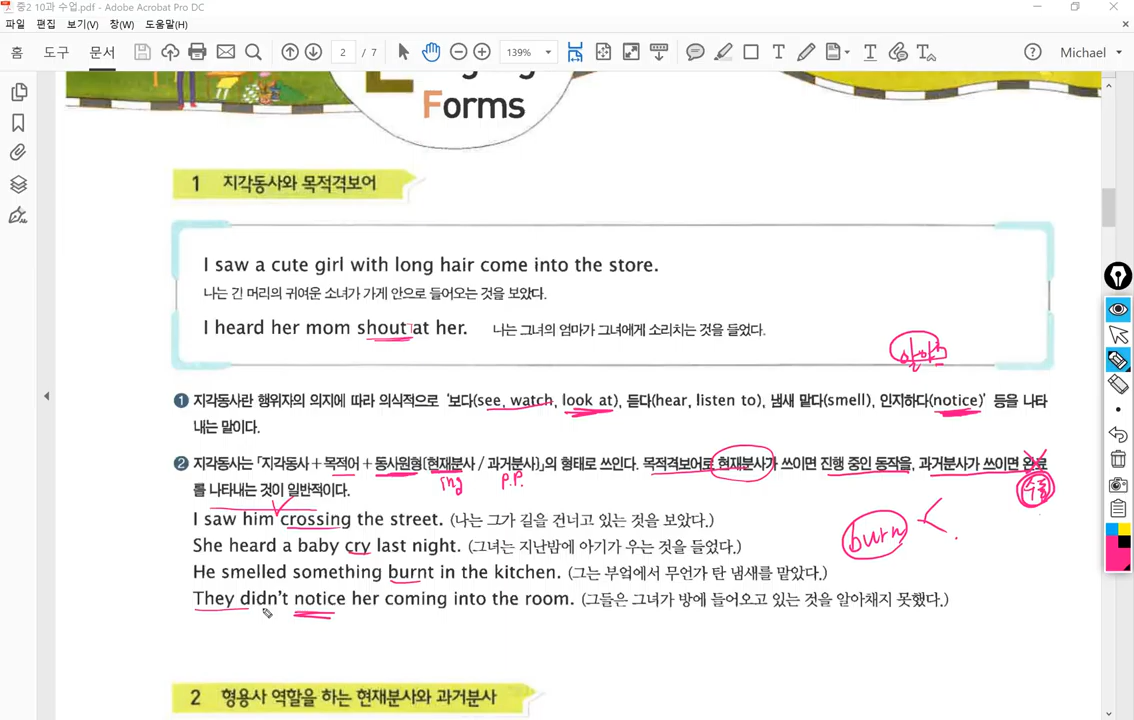 중2 10과 수업.pdf - Adobe Acrobat Pro DC
파일 편집 보기(V) 창(W) 도움말(H)
홈 도구 문서 2 / 7 139% Michael
Forms
1 지각동사와 목적격보어
I saw a cute girl with long hair come into the store.
나는 긴 머리의 귀여운 소녀가 가게 안으로 들어오는 것을 보았다.
I heard her mom shout at her. 나는 그녀의 엄마가 그녀에게 소리치는 것을 들었다.
❶ 지각동사란 행위자의 의지에 따라 의식적으로 '보다(see, watch, look at), 듣다(hear, listen to), 냄새 맡다(smell), 인지하다(notice)' 등을 나타
내는 말이다.
❷ 지각동사는 「지각동사+목적어+동사원형(현재분사 / 과거분사)」의 형태로 쓰인다. 목적격보어로 현재분사가 쓰이면 진행 중인 동작을, 과거분사가 쓰이면 완료
ing p.p. 수동
를 나타내는 것이 일반적이다.
I saw him crossing the street. (나는 그가 길을 건너고 있는 것을 보았다.)
burn
She heard a baby cry last night. (그녀는 지난밤에 아기가 우는 것을 들었다.)
He smelled something burnt in the kitchen. (그는 부엌에서 무언가 탄 냄새를 맡았다.)
They didn't notice her coming into the room. (그들은 그녀가 방에 들어오고 있는 것을 알아채지 못했다.)
2 형용사 역할을 하는 현재분사와 과거분사